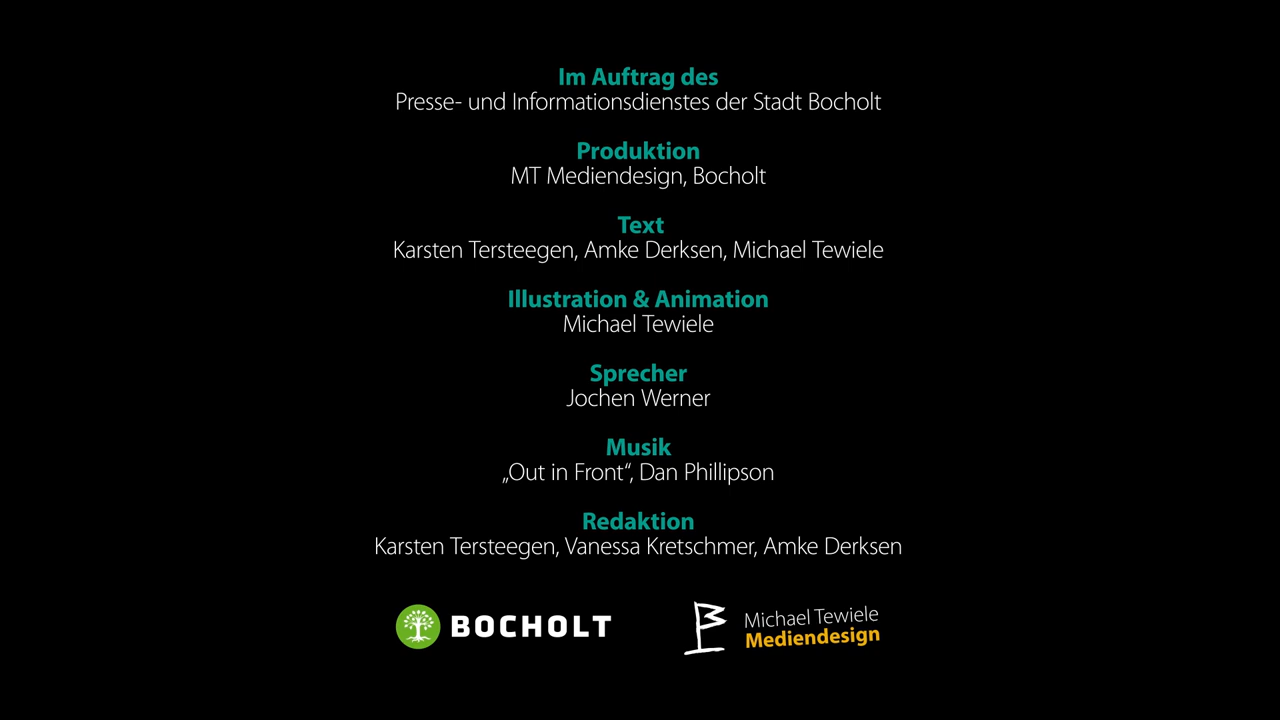 Im Auftrag des
Presse- und Informationsdienstes der Stadt Bocholt
Produktion
MT Mediendesign, Bocholt
Text
Karsten Tersteegen, Amke Derksen, Michael Tewiele
Illustration & Animation
Michael Tewiele
Sprecher
Jochen Werner
Musik
„Out in Front“, Dan Phillipson
Redaktion
Karsten Tersteegen, Vanessa Kretschmer, Amke Derksen
BOCHOLT
Michael Tewiele
Mediendesign